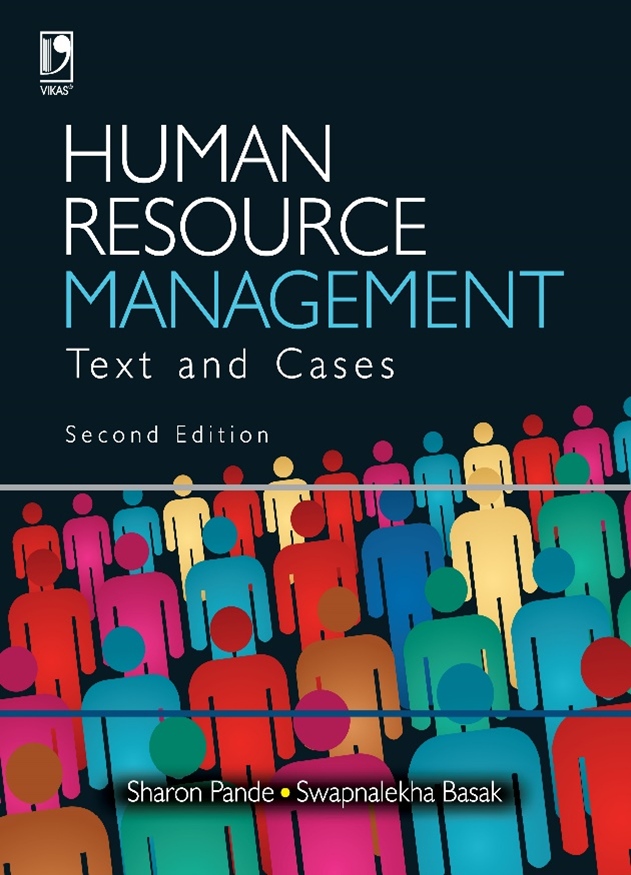 VIKAS®
HUMAN
RESOURCE
MANAGEMENT
Text and Cases
Second Edition
Sharon Pande • Swapnalekha Basak